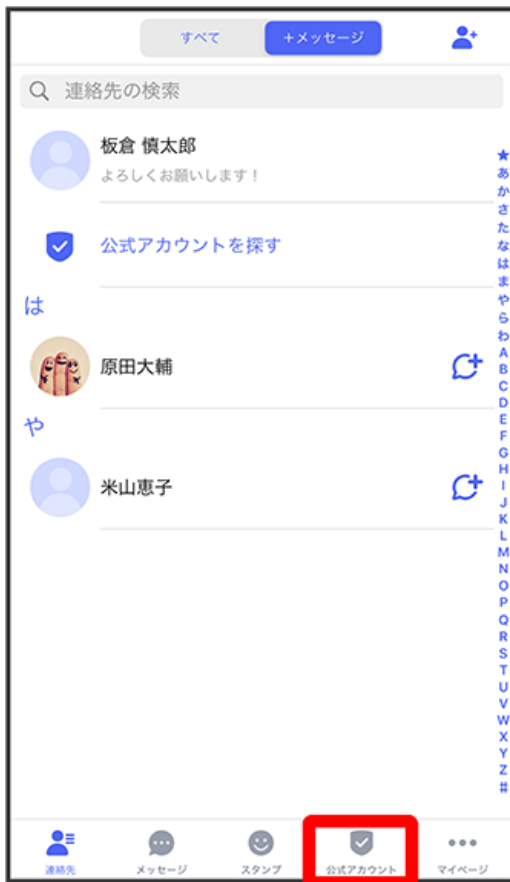 すべて
+メッセージ
連絡先の検索
板倉 慎太郎
よろしくお願いします！
公式アカウントを探す
は
原田大輔
や
米山恵子
★
あ
か
さ
た
な
は
ま
や
ら
わ
A
B
C
D
E
F
G
H
I
J
K
L
M
N
O
P
Q
R
S
T
U
V
W
X
Y
Z
#
連絡先
メッセージ
スタンプ
公式アカウント
マイページ